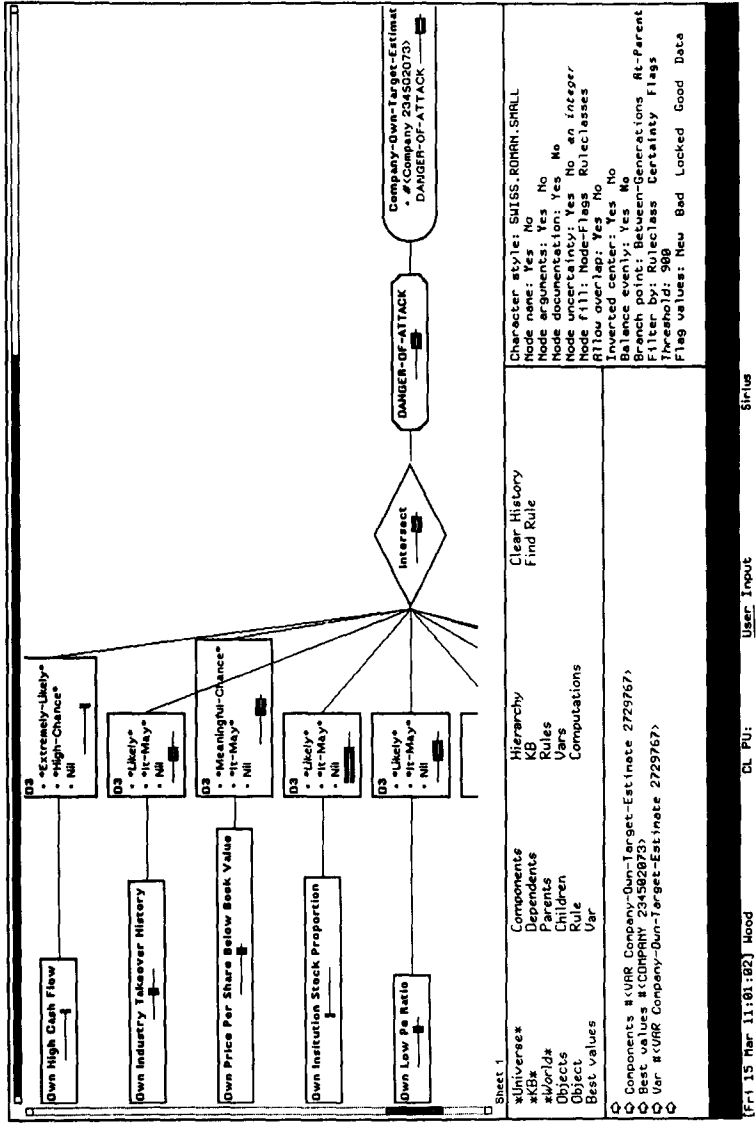 Own High Cash Flow
D3
• *Extremely-Likely*
• *High-Chance*
• Nil
Own Industry Takeover History
D3
• *Likely*
• *It-May*
• Nil
Own Price Per Share Below Book Value
D3
• *Meaningful-Chance*
• *It-May*
• Nil
Own Insitution Stock Proportion
D3
• *Likely*
• *It-May*
• Nil
Own Low Pe Ratio
D3
• *Likely*
• *It-May*
• Nil
Intersect
DANGER-OF-ATTACK
Company-Own-Target-Estimat
• #<Company 234502073>
DANGER-OF-ATTACK
Sheet 1
*Universe*
*KB*
*World*
Objects
Object
Best values
Components
Dependents
Parents
Children
Rule
Var
Hierarchy
KB
Rules
Vars
Computations
Clear History
Find Rule
Character style: SWISS.ROMAN.SMALL
Node name: Yes No
Node arguments: Yes No
Node documentation: Yes No
Node uncertainty: Yes No an integer
Node fill: Node-Flags Ruleclasses
Allow overlap: Yes No
Inverted center: Yes No
Balance evenly: Yes No
Branch point: Between-Generations At-Parent
Filter by: Ruleclass Certainty Flags
Threshold: 900
Flag values: New Bad Locked Good Data
Components #<VAR Company-Own-Target-Estimate 2729767>
Best values #<COMPANY 234502073>
Var #<VAR Company-Own-Target-Estimate 2729767>
[Fri 15 Mar 11:01:02] Wood CL PU: User Input Sirius